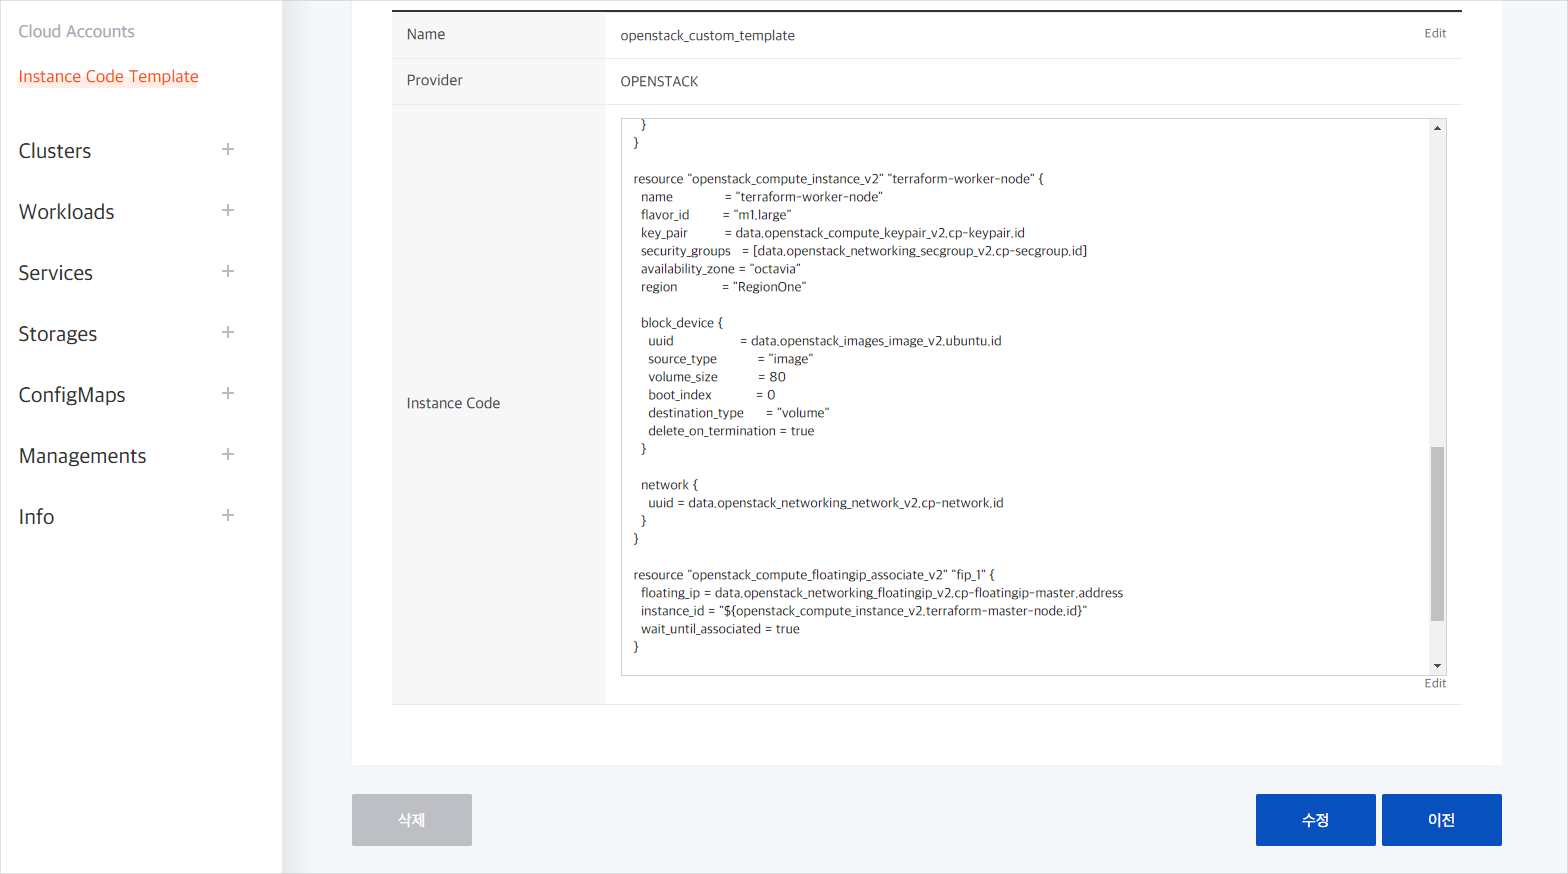 Cloud Accounts
Instance Code Template
Clusters
Workloads
Services
Storages
ConfigMaps
Managements
Info
Name
openstack_custom_template
Edit
Provider
OPENSTACK
Instance Code
  }
}
resource "openstack_compute_instance_v2" "terraform-worker-node" {
  name = "terraform-worker-node"
  flavor_id = "m1.large"
  key_pair = data.openstack_compute_keypair_v2.cp-keypair.id
  security_groups = [data.openstack_networking_secgroup_v2.cp-secgroup.id]
  availability_zone = "octavia"
  region = "RegionOne"
  block_device {
    uuid = data.openstack_images_image_v2.ubuntu.id
    source_type = "image"
    volume_size = 80
    boot_index = 0
    destination_type = "volume"
    delete_on_termination = true
  }
  network {
    uuid = data.openstack_networking_network_v2.cp-network.id
  }
}
resource "openstack_compute_floatingip_associate_v2" "fip_1" {
  floating_ip = data.openstack_networking_floatingip_v2.cp-floatingip-master.address
  instance_id = "${openstack_compute_instance_v2.terraform-master-node.id}"
  wait_until_associated = true
}
Edit
삭제
수정
이전